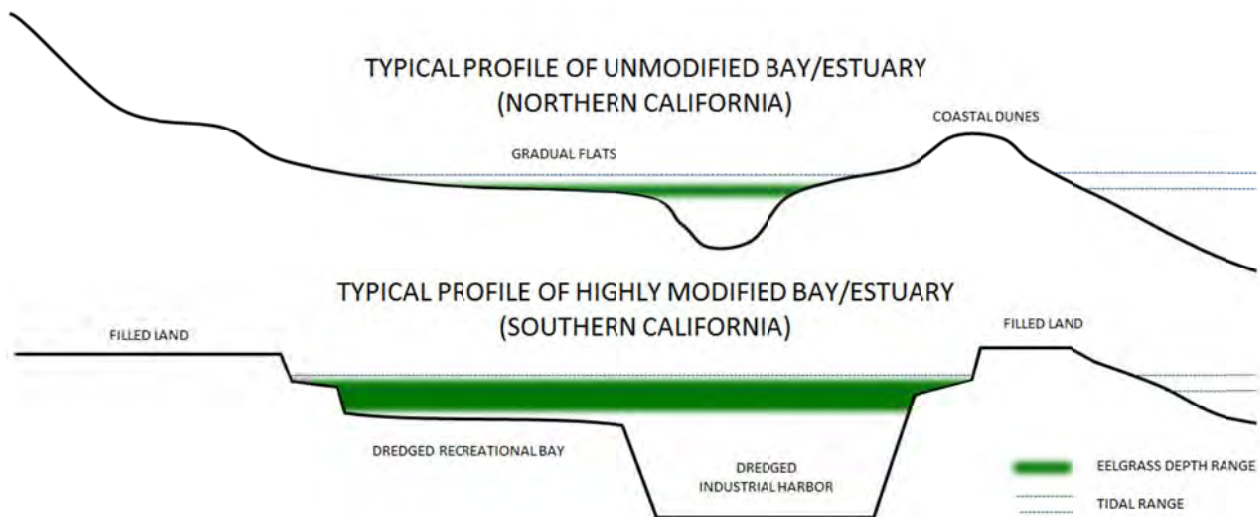 TYPICAL PROFILE OF UNMODIFIED BAY/ESTUARY
(NORTHERN CALIFORNIA)
COASTAL DUNES
GRADUAL FLATS
TYPICAL PROFILE OF HIGHLY MODIFIED BAY/ESTUARY
(SOUTHERN CALIFORNIA)
FILLED LAND
FILLED LAND
DREDGED RECREATIONAL BAY
DREDGED
INDUSTRIAL HARBOR
EELGRASS DEPTH RANGE
TIDAL RANGE